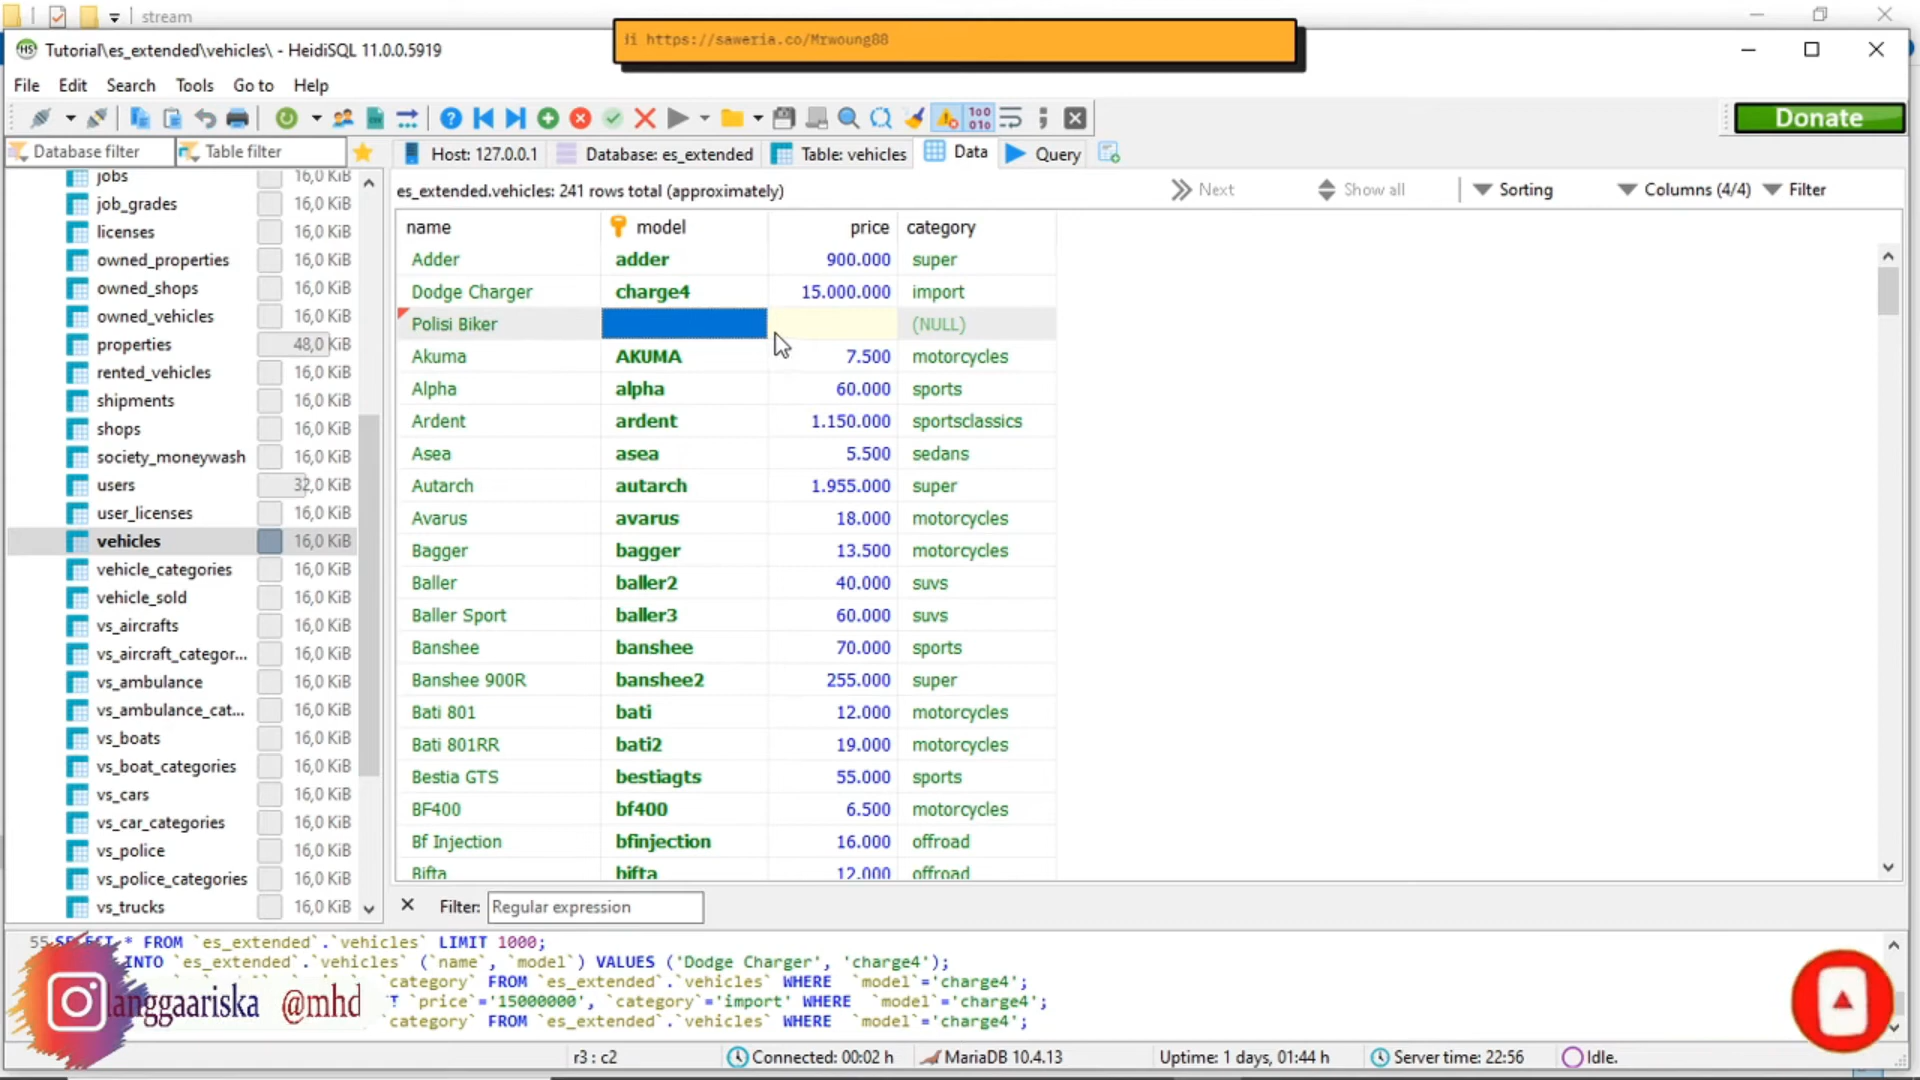 stream
Tutorial\es_extended\vehicles\ - HeidiSQL 11.0.0.5919
https://saweria.co/Mrwoung88
File Edit Search Tools Go to Help
Donate
Database filter
Table filter
Host: 127.0.0.1
Database: es_extended
Table: vehicles
Data
Query
es_extended.vehicles: 241 rows total (approximately)
Next
Show all
Sorting
Columns (4/4)
Filter
jobs 16,0 KiB
job_grades 16,0 KiB
licenses 16,0 KiB
owned_properties 16,0 KiB
owned_shops 16,0 KiB
owned_vehicles 16,0 KiB
properties 48,0 KiB
rented_vehicles 16,0 KiB
shipments 16,0 KiB
shops 16,0 KiB
society_moneywash 16,0 KiB
users 32,0 KiB
user_licenses 16,0 KiB
vehicles 16,0 KiB
vehicle_categories 16,0 KiB
vehicle_sold 16,0 KiB
vs_aircrafts 16,0 KiB
vs_aircraft_categor... 16,0 KiB
vs_ambulance 16,0 KiB
vs_ambulance_cat... 16,0 KiB
vs_boats 16,0 KiB
vs_boat_categories 16,0 KiB
vs_cars 16,0 KiB
vs_car_categories 16,0 KiB
vs_police 16,0 KiB
vs_police_categories 16,0 KiB
vs_trucks 16,0 KiB
name model price category
Adder adder 900.000 super
Dodge Charger charge4 15.000.000 import
Polisi Biker (NULL)
Akuma AKUMA 7.500 motorcycles
Alpha alpha 60.000 sports
Ardent ardent 1.150.000 sportsclassics
Asea asea 5.500 sedans
Autarch autarch 1.955.000 super
Avarus avarus 18.000 motorcycles
Bagger bagger 13.500 motorcycles
Baller baller2 40.000 suvs
Baller Sport baller3 60.000 suvs
Banshee banshee 70.000 sports
Banshee 900R banshee2 255.000 super
Bati 801 bati 12.000 motorcycles
Bati 801RR bati2 19.000 motorcycles
Bestia GTS bestiagts 55.000 sports
BF400 bf400 6.500 motorcycles
Bf Injection bfinjection 16.000 offroad
Bifta bifta 12.000 offroad
Filter: Regular expression
55 SELECT * FROM `es_extended`.`vehicles` LIMIT 1000;
INTO `es_extended`.`vehicles` (`name`, `model`) VALUES ('Dodge Charger', 'charge4');
`category` FROM `es_extended`.`vehicles` WHERE `model`='charge4';
T `price`='15000000', `category`='import' WHERE `model`='charge4';
`category` FROM `es_extended`.`vehicles` WHERE `model`='charge4';
langgaariska @mhd
r3 : c2
Connected: 00:02 h
MariaDB 10.4.13
Uptime: 1 days, 01:44 h
Server time: 22:56
Idle.